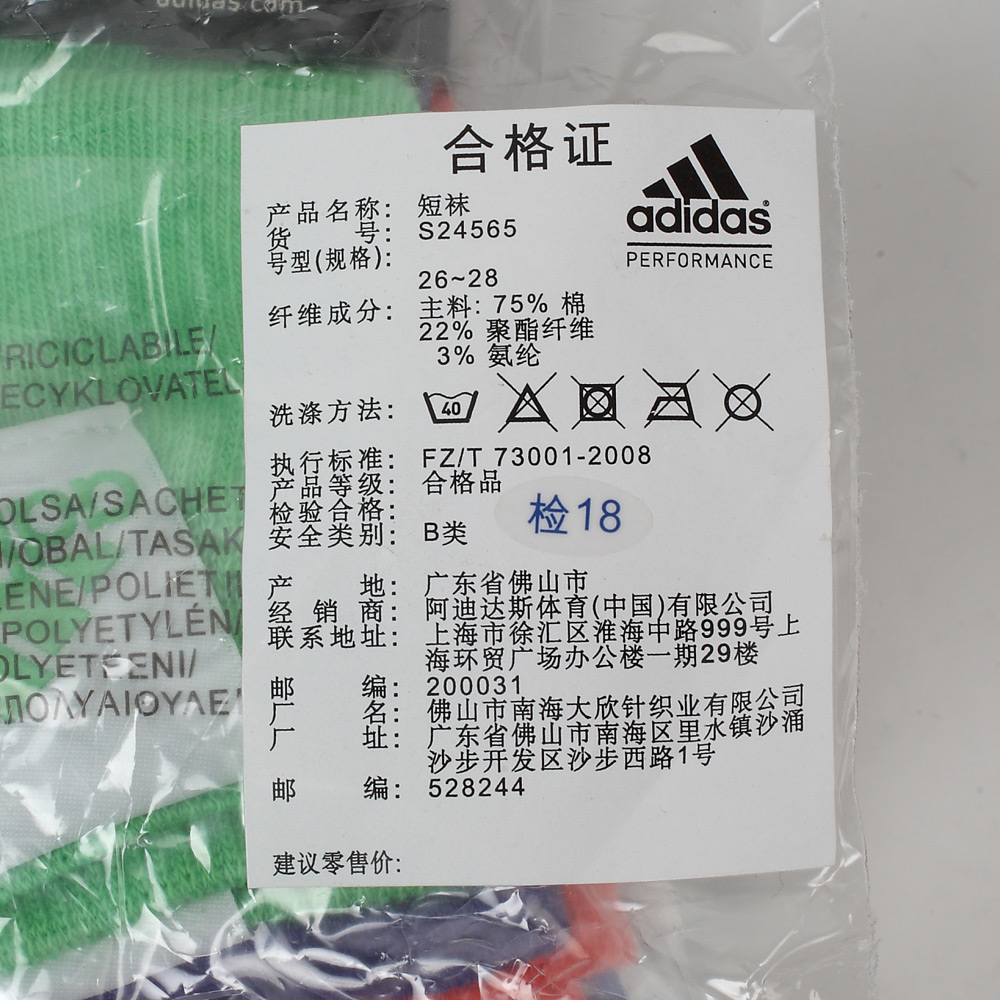 adidas.com
合格证
adidas®
PERFORMANCE
产品名称: 短袜
货号: S24565
号型(规格):
26~28
纤维成分: 主料: 75% 棉
22% 聚酯纤维
3% 氨纶
洗涤方法: 40
执行标准: FZ/T 73001-2008
产品等级: 合格品
检验合格: 检18
安全类别: B类
产地: 广东省佛山市
经销商: 阿迪达斯体育(中国)有限公司
联系地址: 上海市徐汇区淮海中路999号上
海环贸广场办公楼一期29楼
邮编: 200031
厂名: 佛山市南海大欣针织业有限公司
厂址: 广东省佛山市南海区里水镇沙涌
沙步开发区沙步西路1号
邮编: 528244
建议零售价:
RICICLABILE/
ECYKLOVATEL
OLSA/SACHET
/OBAL/TASAK
LENE/POLIETI
POLYETYLÉN/
OLYETEENI/
ΠΟΛΥΑΙΘΥΛΕ